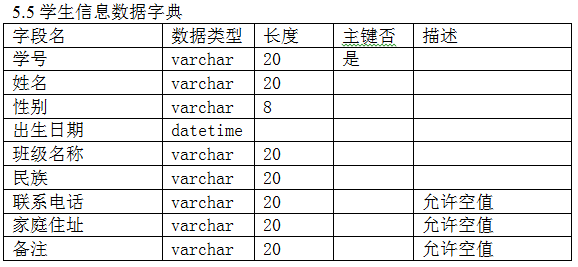 5.5 学生信息数据字典
字段名 数据类型 长度 主键否 描述
学号 varchar 20 是
姓名 varchar 20
性别 varchar 8
出生日期 datetime
班级名称 varchar 20
民族 varchar 20
联系电话 varchar 20 允许空值
家庭住址 varchar 20 允许空值
备注 varchar 20 允许空值